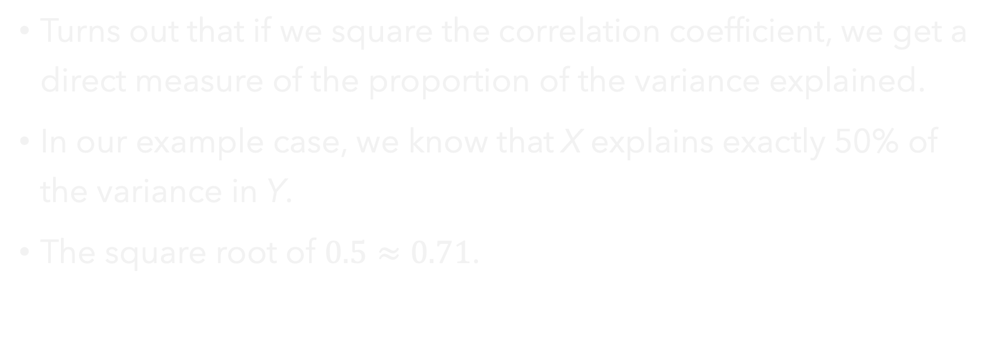 • Turns out that if we square the correlation coefficient, we get a
direct measure of the proportion of the variance explained.
• In our example case, we know that X explains exactly 50% of
the variance in Y.
• The square root of 0.5 ≈ 0.71.